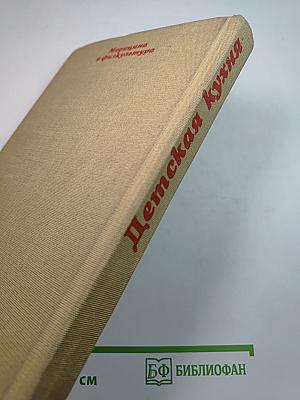 Медицина
и физкультура
Детская кухня
см
БФ БИБЛИОФАН